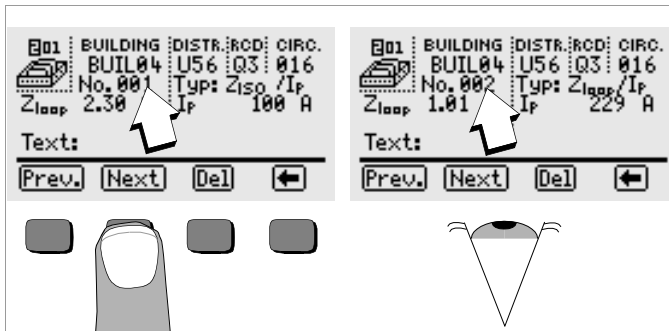 01 BUILDING DISTR. RCD CIRC.
BUIL04 U56 Q3 016
No. 001 Typ: ZISO /IP
Zloop 2.30 IP 100 A
Text:
Prev. Next Del ←
01 BUILDING DISTR. RCD CIRC.
BUIL04 U56 Q3 016
No. 002 Typ: Zloop/IP
Zloop 1.01 IP 229 A
Text:
Prev. Next Del ←